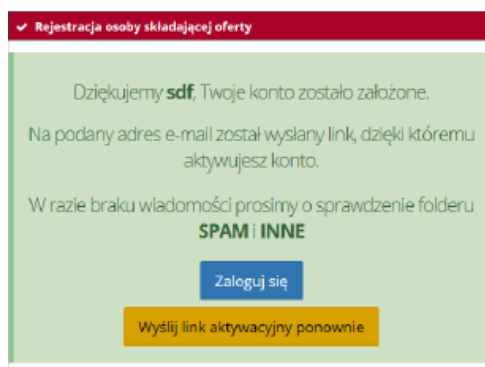 Rejestracja osoby składającej oferty
Dziękujemy sdf, Twoje konto zostało założone.
Na podany adres e-mail został wysłany link, dzięki któremu
aktywujesz konto.
W razie braku wiadomości prosimy o sprawdzenie folderu
SPAM i INNE
Zaloguj się
Wyślij link aktywacyjny ponownie